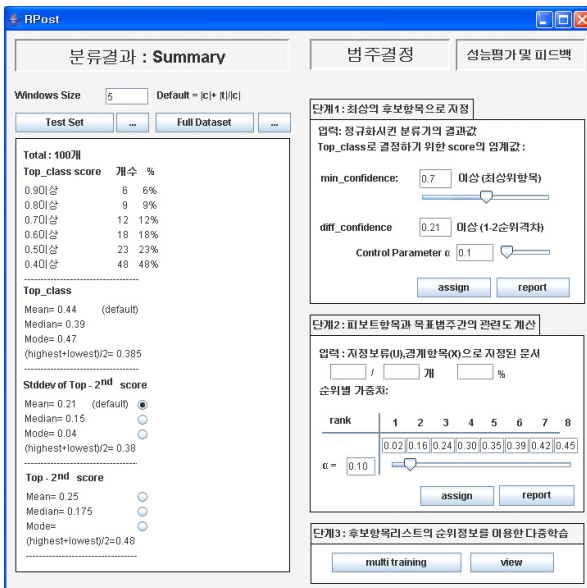 RPost
분류결과 : Summary
범주결정
성능평가 및 피드백
Windows Size
5
Default = |c|+ |t|/|c|
Test Set
...
Full Dataset
...
Total : 100개
Top_class score 개수 %
0.9이상 6 6%
0.8이상 9 9%
0.7이상 12 12%
0.6이상 18 18%
0.5이상 23 23%
0.4이상 48 48%
Top_class
Mean= 0.44 (default)
Median= 0.39
Mode= 0.47
(highest+lowest)/2= 0.385
Stddev of Top - 2nd score
Mean= 0.21 (default)
Median= 0.15
Mode= 0.04
(highest+lowest)/2= 0.38
Top - 2nd score
Mean= 0.25
Median= 0.175
Mode=
(highest+lowest)/2=0.48
단계1 : 최상의 후보항목으로 지정
입력: 정규화시킨 분류기의 결과값
Top_class로 결정하기 위한 score의 임계값 :
min_confidence: 0.7 이상 (최상위항목)
diff_confidence 0.21 이상 (1-2순위격차)
Control Parameter α 0.1
assign
report
단계2 : 피보트항목과 목표범주간의 관련도 계산
입력 : 지정보류(U),경계항목(X)으로 지정된 문서
/ 개 %
순위별 가중치:
rank 1 2 3 4 5 6 7 8
0.02 0.16 0.24 0.30 0.35 0.39 0.42 0.45
α = 0.10
assign
report
단계3 : 후보항목리스트의 순위정보를 이용한 다중학습
multi training
view